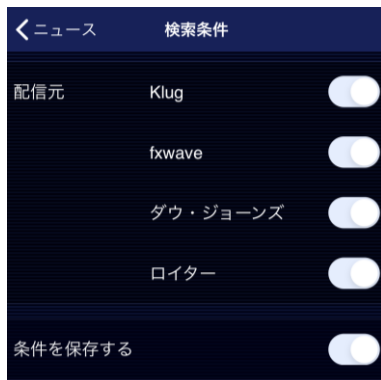 ニュース 検索条件
配信元 Klug
fxwave
ダウ・ジョーンズ
ロイター
条件を保存する